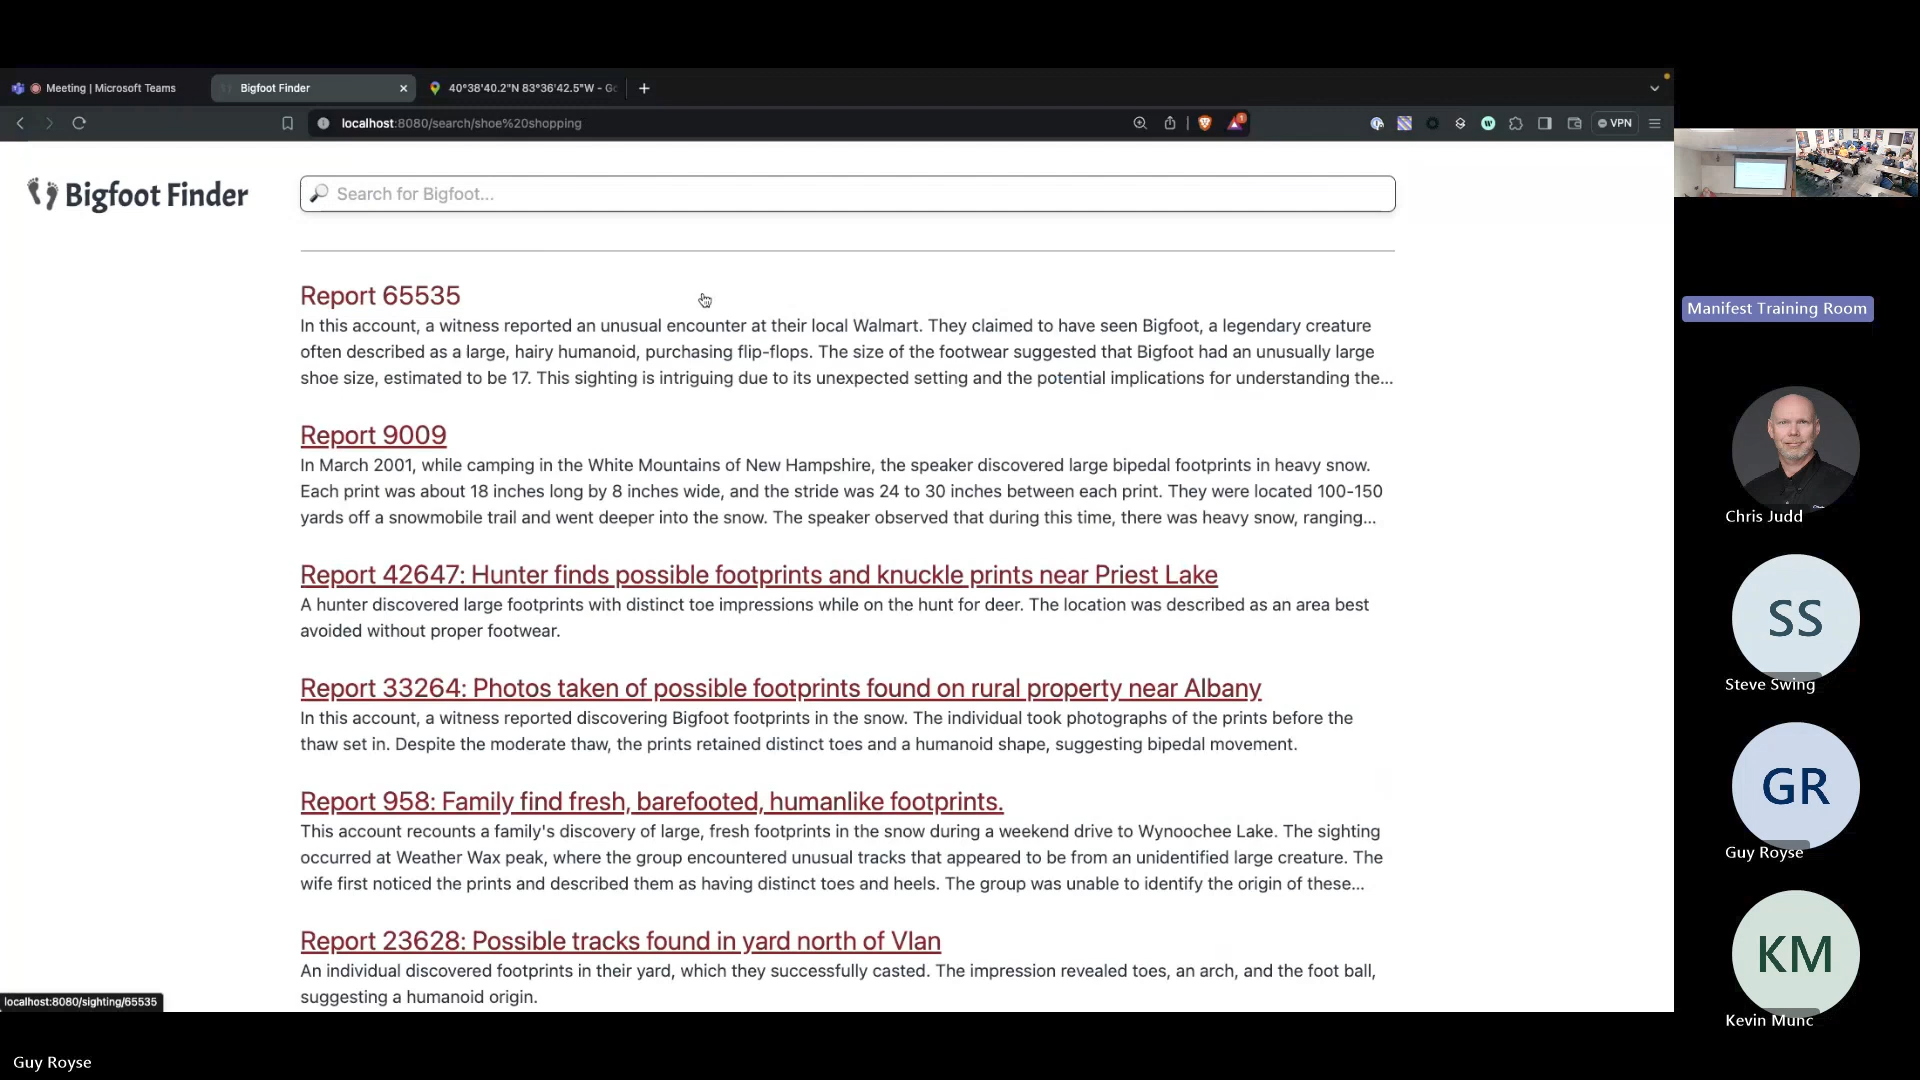 Meeting | Microsoft Teams
Bigfoot Finder
40°38'40.2"N 83°36'42.5"W - Go
localhost:8080/search/shoe%20shopping
VPN
Bigfoot Finder
Search for Bigfoot...
Report 65535
In this account, a witness reported an unusual encounter at their local Walmart. They claimed to have seen Bigfoot, a legendary creature
often described as a large, hairy humanoid, purchasing flip-flops. The size of the footwear suggested that Bigfoot had an unusually large
shoe size, estimated to be 17. This sighting is intriguing due to its unexpected setting and the potential implications for understanding the...
Report 9009
In March 2001, while camping in the White Mountains of New Hampshire, the speaker discovered large bipedal footprints in heavy snow.
Each print was about 18 inches long by 8 inches wide, and the stride was 24 to 30 inches between each print. They were located 100-150
yards off a snowmobile trail and went deeper into the snow. The speaker observed that during this time, there was heavy snow, ranging...
Report 42647: Hunter finds possible footprints and knuckle prints near Priest Lake
A hunter discovered large footprints with distinct toe impressions while on the hunt for deer. The location was described as an area best
avoided without proper footwear.
Report 33264: Photos taken of possible footprints found on rural property near Albany
In this account, a witness reported discovering Bigfoot footprints in the snow. The individual took photographs of the prints before the
thaw set in. Despite the moderate thaw, the prints retained distinct toes and a humanoid shape, suggesting bipedal movement.
Report 958: Family find fresh, barefooted, humanlike footprints.
This account recounts a family's discovery of large, fresh footprints in the snow during a weekend drive to Wynoochee Lake. The sighting
occurred at Weather Wax peak, where the group encountered unusual tracks that appeared to be from an unidentified large creature. The
wife first noticed the prints and described them as having distinct toes and heels. The group was unable to identify the origin of these...
Report 23628: Possible tracks found in yard north of Vlan
An individual discovered footprints in their yard, which they successfully casted. The impression revealed toes, an arch, and the foot ball,
suggesting a humanoid origin.
localhost:8080/sighting/65535
Manifest Training Room
Chris Judd
SS
Steve Swing
GR
Guy Royse
KM
Kevin Munc
Guy Royse